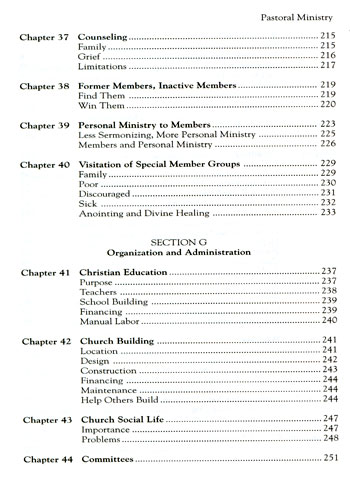 Pastoral Ministry
Chapter 37 Counseling 215
Family 215
Grief 216
Limitations 217
Chapter 38 Former Members, Inactive Members 219
Find Them 219
Win Them 220
Chapter 39 Personal Ministry to Members 223
Less Sermonizing, More Personal Ministry 225
Members and Personal Ministry 226
Chapter 40 Visitation of Special Member Groups 229
Family 229
Poor 230
Discouraged 231
Sick 232
Anointing and Divine Healing 233
SECTION G
Organization and Administration
Chapter 41 Christian Education 237
Purpose 237
Teachers 238
School Building 239
Financing 239
Manual Labor 240
Chapter 42 Church Building 241
Location 241
Design 242
Construction 243
Financing 244
Maintenance 244
Help Others Build 244
Chapter 43 Church Social Life 247
Importance 247
Problems 248
Chapter 44 Committees 251